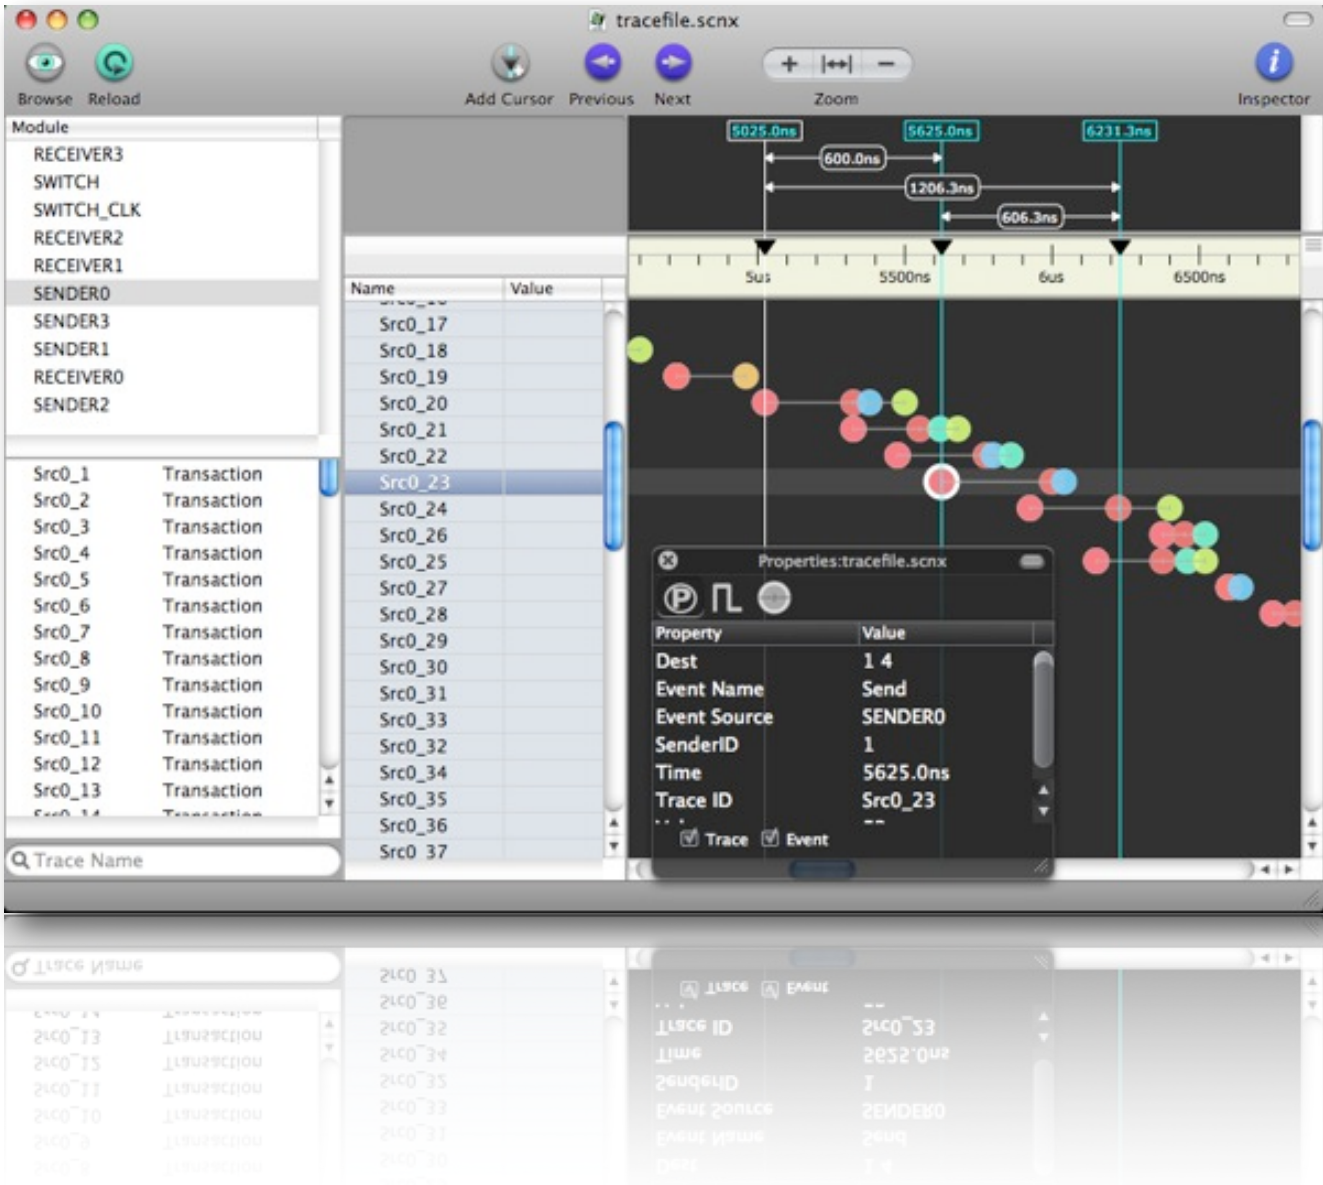 tracefile.scnx
Browse Reload Add Cursor Previous Next Zoom Inspector
Module
RECEIVER3
SWITCH
SWITCH_CLK
RECEIVER2
RECEIVER1
SENDER0
SENDER3
SENDER1
RECEIVER0
SENDER2
Src0_1 Transaction
Src0_2 Transaction
Src0_3 Transaction
Src0_4 Transaction
Src0_5 Transaction
Src0_6 Transaction
Src0_7 Transaction
Src0_8 Transaction
Src0_9 Transaction
Src0_10 Transaction
Src0_11 Transaction
Src0_12 Transaction
Src0_13 Transaction
Src0_14 Transaction
Trace Name
Name Value
Src0_17
Src0_18
Src0_19
Src0_20
Src0_21
Src0_22
Src0_23
Src0_24
Src0_26
Src0_25
Src0_27
Src0_28
Src0_29
Src0_30
Src0_31
Src0_33
Src0_32
Src0_34
Src0_35
Src0_36
Src0_37
5025.0ns 5625.0ns 6231.3ns
600.0ns
1206.3ns
606.3ns
5us 5500ns 6us 6500ns
Properties:tracefile.scnx
Property Value
Dest 1 4
Event Name Send
Event Source SENDER0
SenderID 1
Time 5625.0ns
Trace ID Src0_23
Trace Event